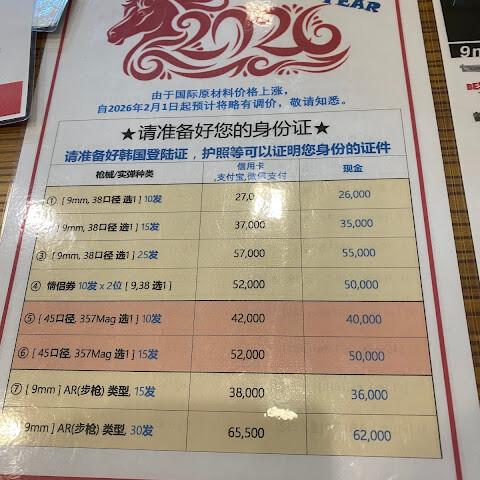 YEAR
2026
由于国际原材料价格上涨,
自2026年2月1日起预计将略有调价, 敬请知悉。
★请准备好您的身份证★
请准备好韩国登陆证, 护照等可以证明您身份的证件
枪械/实弹种类 信用卡,支付宝,微信支付 现金
① [ 9mm, 38口径 选1] 10发 27,0 26,000
[ 9mm, 38口径 选1] 15发 37,000 35,000
③ [ 9mm, 38口径 选1] 25发 57,000 55,000
④ 情侣券 10发 x 2位 [ 9,38 选1] 52,000 50,000
⑤ [ 45口径, 357Mag 选1] 10发 42,000 40,000
⑥ [ 45口径, 357Mag 选1] 15发 52,000 50,000
⑦ [ 9mm ] AR(步枪) 类型, 15发 38,000 36,000
9mm ] AR(步枪) 类型, 30发 65,500 62,000